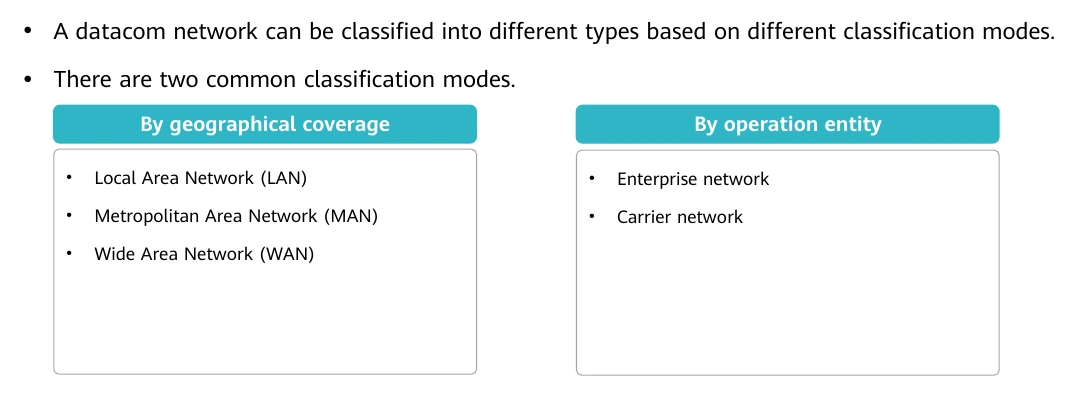 • A datacom network can be classified into different types based on different classification modes.
• There are two common classification modes.
By geographical coverage
• Local Area Network (LAN)
• Metropolitan Area Network (MAN)
• Wide Area Network (WAN)
By operation entity
• Enterprise network
• Carrier network